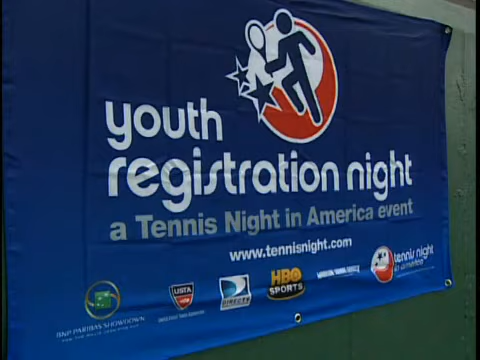 youth
registration night
a Tennis Night in America event
www.tennisnight.com
BNP PARIBAS SHOWDOWN
USTA
DIRECTV
HBO
SPORTS
tennis night
in america